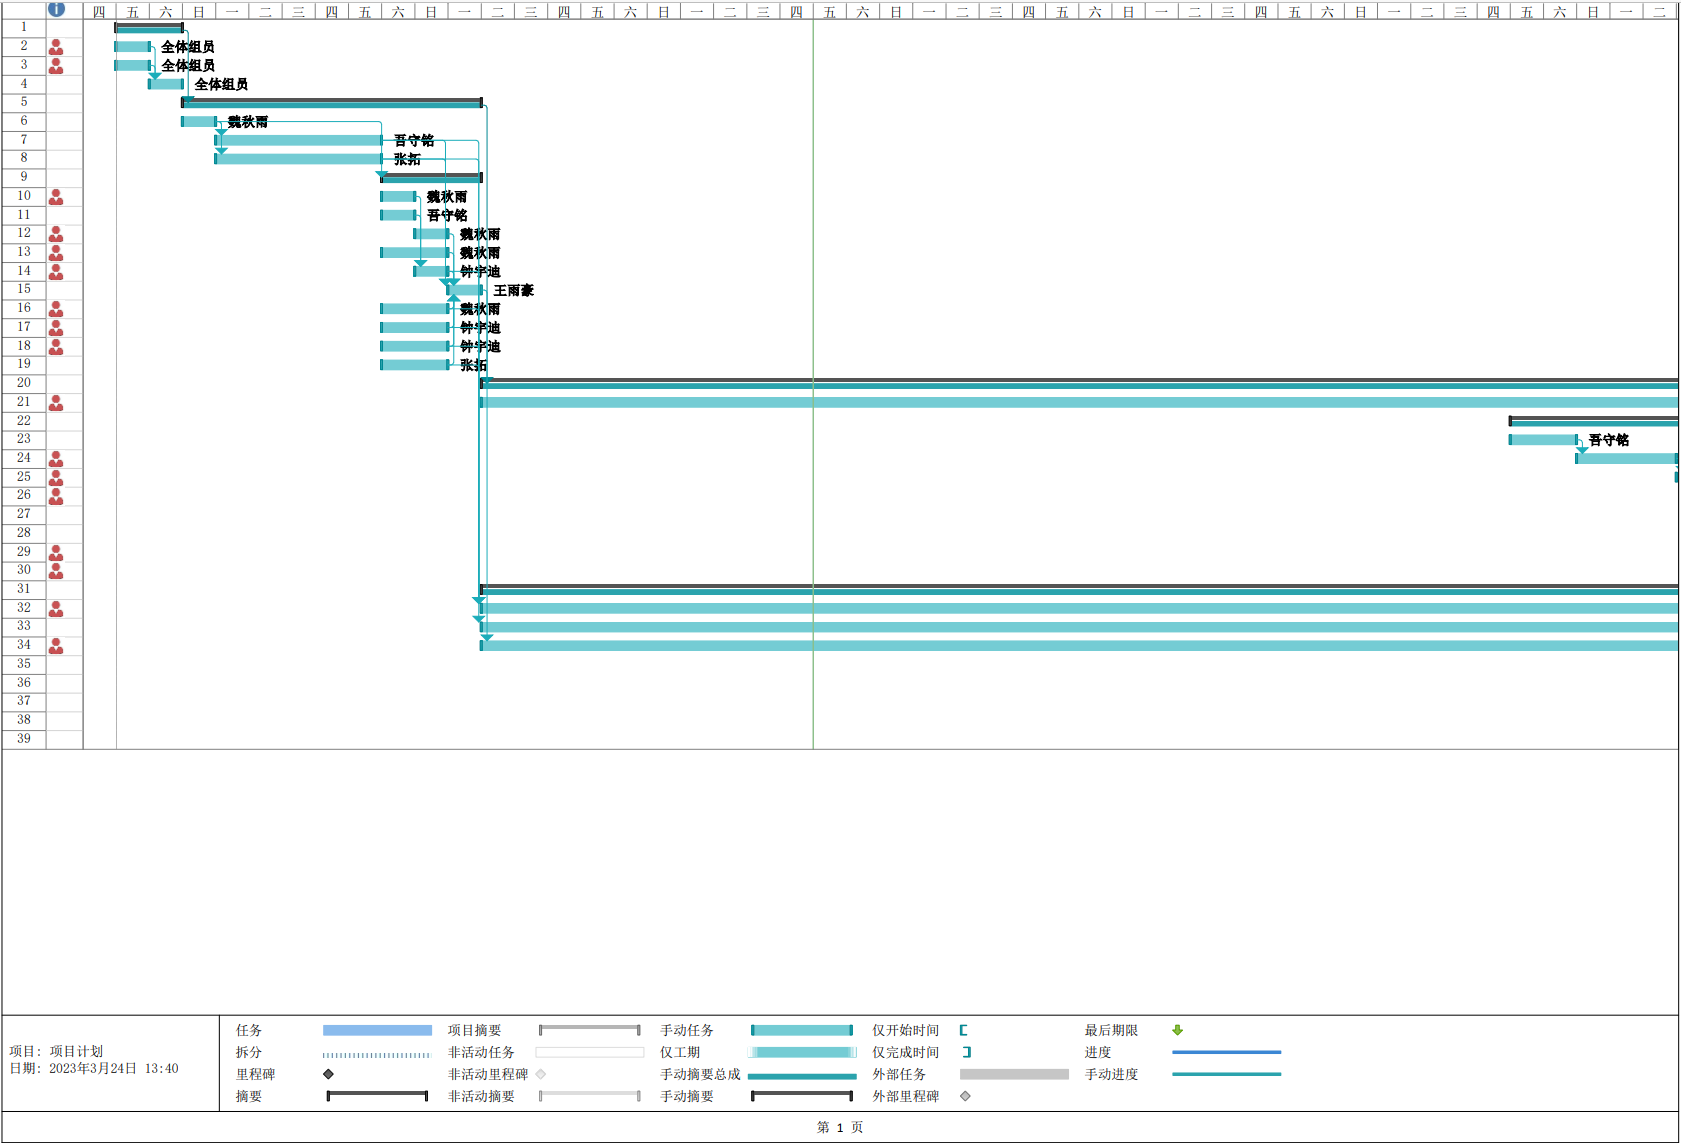 四 五 六 日 一 二 三 四 五 六 日 一 二 三 四 五 六 日 一 二 三 四 五 六 日 一 二 三 四 五 六 日 一 二 三 四 五 六 日 一 二 三 四 五 六 日 一 二
1
2 全体组员
3 全体组员
4 全体组员
5
6 魏秋雨
7 吾守铭
8 张拓
9
10 魏秋雨
11 吾守铭
12 魏秋雨
13 魏秋雨
14 钟宇迪
15 王雨豪
16 魏秋雨
17 钟宇迪
18 钟宇迪
19 张拓
20
21
22
23 吾守铭
24
25
26
27
28
29
30
31
32
33
34
35
36
37
38
39
项目: 项目计划
日期: 2023年3月24日 13:40
任务 项目摘要 手动任务 仅开始时间 最后期限
拆分 非活动任务 仅工期 仅完成时间 进度
里程碑 非活动里程碑 手动摘要总成 外部任务 手动进度
摘要 非活动摘要 手动摘要 外部里程碑
第 1 页